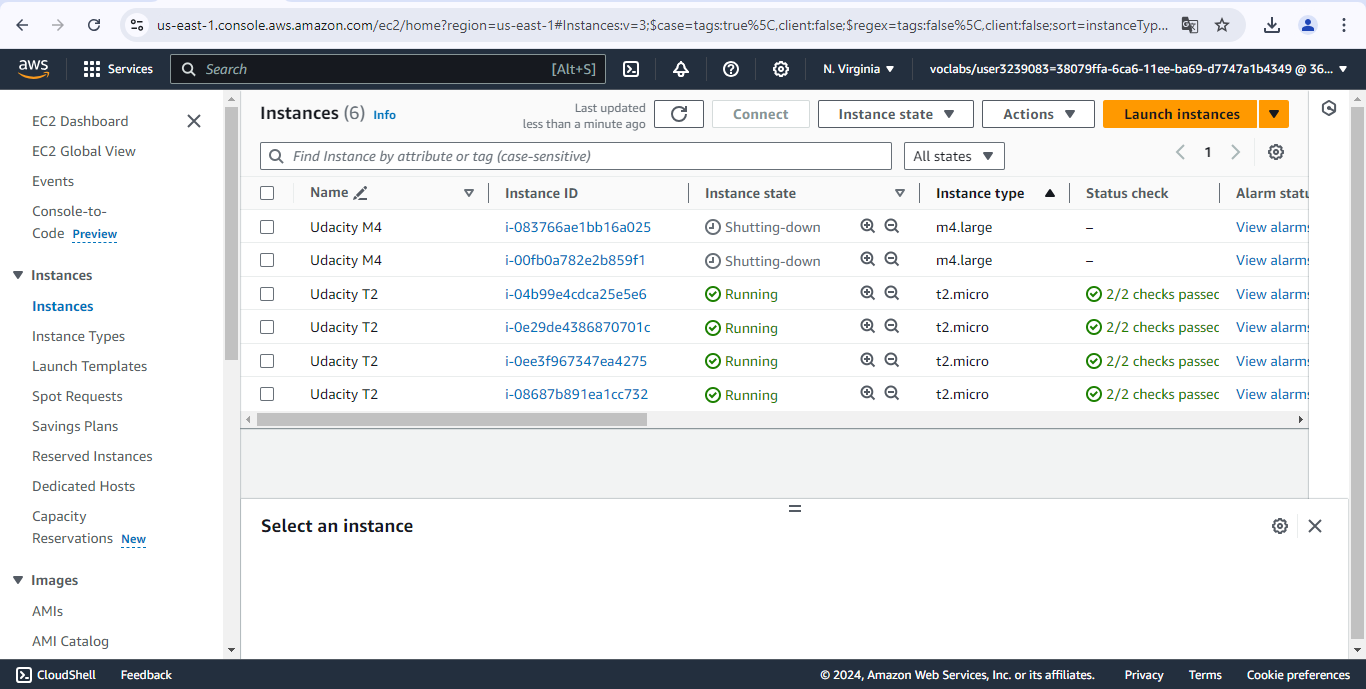 us-east-1.console.aws.amazon.com/ec2/home?region=us-east-1#Instances:v=3;$case=tags:true%5C,client:false;$regex=tags:false%5C,client:false;sort=instanceTyp...
aws
Services
Search
[Alt+S]
N. Virginia
voclabs/user3239083=38079ffa-6ca6-11ee-ba69-d7747a1b4349 @ 36...
EC2 Dashboard
EC2 Global View
Events
Console-to-
Code Preview
Instances
Instances
Instance Types
Launch Templates
Spot Requests
Savings Plans
Reserved Instances
Dedicated Hosts
Capacity
Reservations New
Images
AMIs
AMI Catalog
Instances (6) Info
Last updated
less than a minute ago
Connect
Instance state
Actions
Launch instances
Find Instance by attribute or tag (case-sensitive)
All states
1
Name Instance ID Instance state Instance type Status check Alarm statu
Udacity M4 i-083766ae1bb16a025 Shutting-down m4.large – View alarms
Udacity M4 i-00fb0a782e2b859f1 Shutting-down m4.large – View alarms
Udacity T2 i-04b99e4cdca25e5e6 Running t2.micro 2/2 checks passec View alarms
Udacity T2 i-0e29de4386870701c Running t2.micro 2/2 checks passec View alarms
Udacity T2 i-0ee3f967347ea4275 Running t2.micro 2/2 checks passec View alarms
Udacity T2 i-08687b891ea1cc732 Running t2.micro 2/2 checks passec View alarms
Select an instance
CloudShell
Feedback
© 2024, Amazon Web Services, Inc. or its affiliates.
Privacy
Terms
Cookie preferences